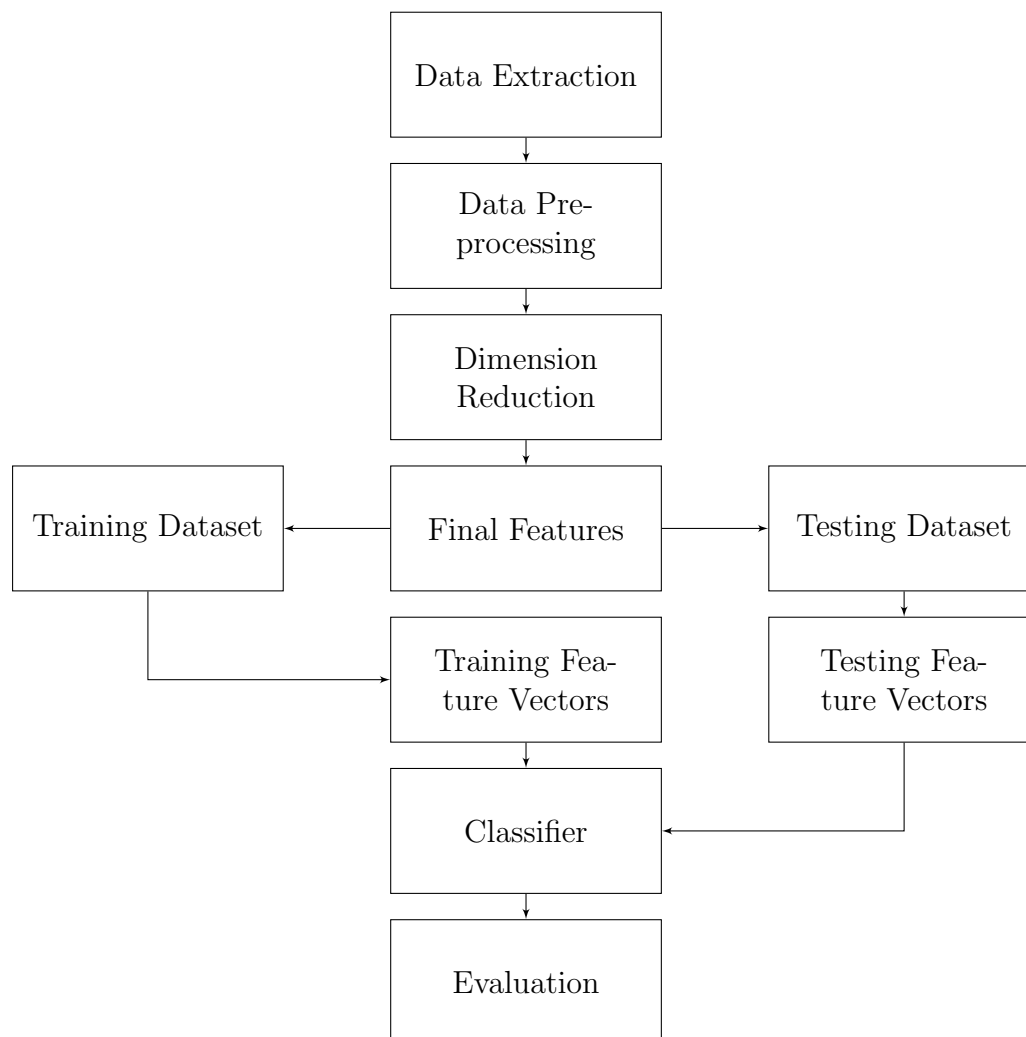 Data Extraction
Data Pre-
processing
Dimension
Reduction
Training Dataset
Final Features
Testing Dataset
Training Fea-
ture Vectors
Testing Fea-
ture Vectors
Classifier
Evaluation